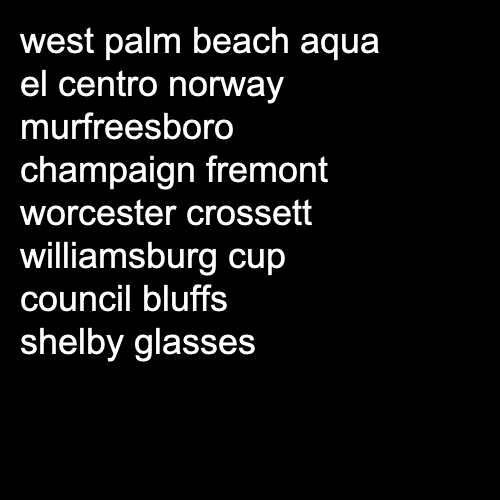 west palm beach aqua
el centro norway
murfreesboro
champaign fremont
worcester crossett
williamsburg cup
council bluffs
shelby glasses